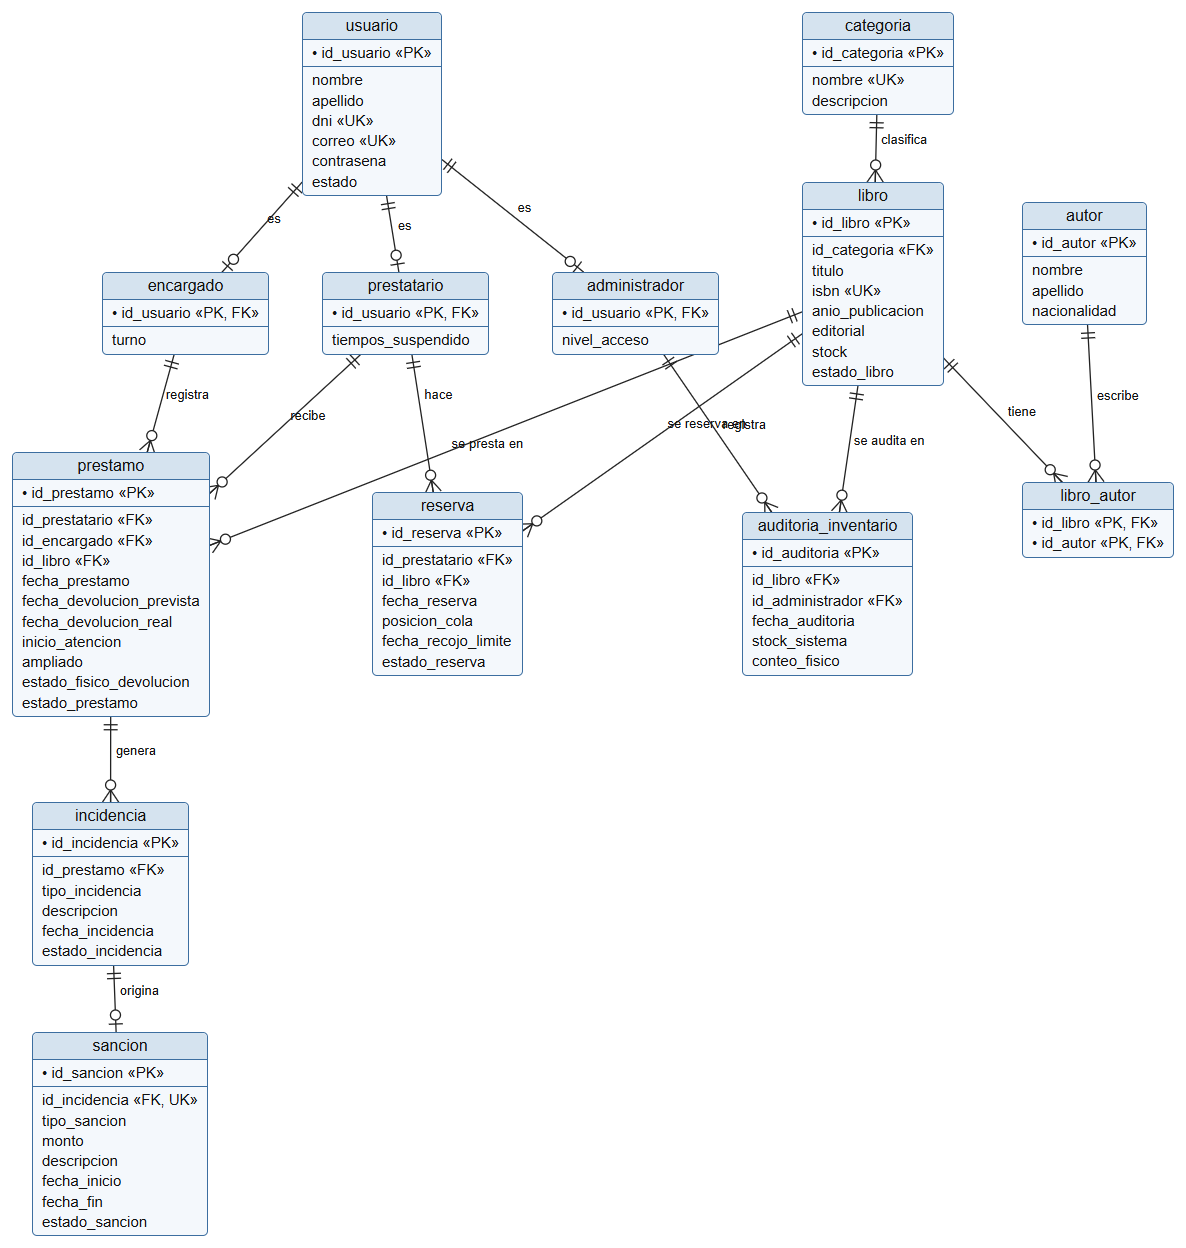 usuario
• id_usuario «PK»
nombre
apellido
dni «UK»
correo «UK»
contrasena
estado
categoria
• id_categoria «PK»
nombre «UK»
descripcion
clasifica
es
es
es
libro
• id_libro «PK»
id_categoria «FK»
titulo
isbn «UK»
anio_publicacion
editorial
stock
estado_libro
autor
• id_autor «PK»
nombre
apellido
nacionalidad
encargado
• id_usuario «PK, FK»
turno
prestatario
• id_usuario «PK, FK»
tiempos_suspendido
administrador
• id_usuario «PK, FK»
nivel_acceso
registra
recibe
hace
se presta en
se reserva en
registra
se audita en
tiene
escribe
prestamo
• id_prestamo «PK»
id_prestatario «FK»
id_encargado «FK»
id_libro «FK»
fecha_prestamo
fecha_devolucion_prevista
fecha_devolucion_real
inicio_atencion
ampliado
estado_fisico_devolucion
estado_prestamo
reserva
• id_reserva «PK»
id_prestatario «FK»
id_libro «FK»
fecha_reserva
posicion_cola
fecha_recojo_limite
estado_reserva
auditoria_inventario
• id_auditoria «PK»
id_libro «FK»
id_administrador «FK»
fecha_auditoria
stock_sistema
conteo_fisico
libro_autor
• id_libro «PK, FK»
• id_autor «PK, FK»
genera
incidencia
• id_incidencia «PK»
id_prestamo «FK»
tipo_incidencia
descripcion
fecha_incidencia
estado_incidencia
origina
sancion
• id_sancion «PK»
id_incidencia «FK, UK»
tipo_sancion
monto
descripcion
fecha_inicio
fecha_fin
estado_sancion